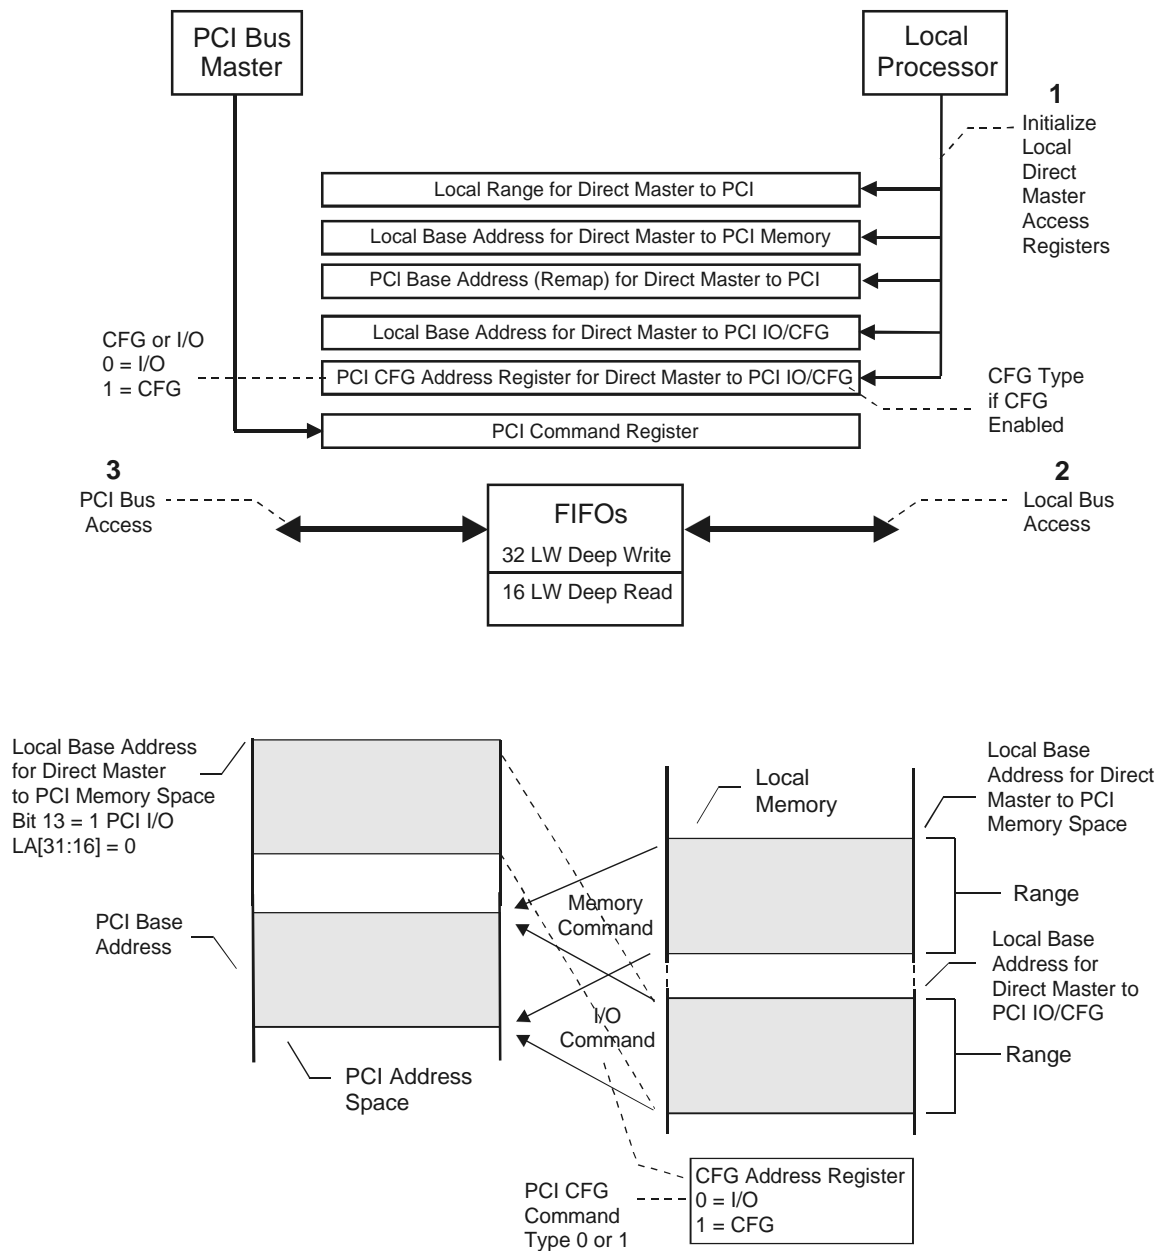 PCI Bus
Master
Local
Processor
1
Initialize
Local
Direct
Master
Access
Registers
Local Range for Direct Master to PCI
Local Base Address for Direct Master to PCI Memory
PCI Base Address (Remap) for Direct Master to PCI
Local Base Address for Direct Master to PCI IO/CFG
PCI CFG Address Register for Direct Master to PCI IO/CFG
PCI Command Register
CFG or I/O
0 = I/O
1 = CFG
CFG Type
if CFG
Enabled
3
PCI Bus
Access
FIFOs
32 LW Deep Write
16 LW Deep Read
2
Local Bus
Access
Local Base Address
for Direct Master
to PCI Memory Space
Bit 13 = 1 PCI I/O
LA[31:16] = 0
PCI Base
Address
PCI Address
Space
Local
Memory
Memory
Command
I/O
Command
Local Base
Address for Direct
Master to PCI
Memory Space
Range
Local Base
Address for
Direct Master to
PCI IO/CFG
Range
PCI CFG
Command
Type 0 or 1
CFG Address Register
0 = I/O
1 = CFG